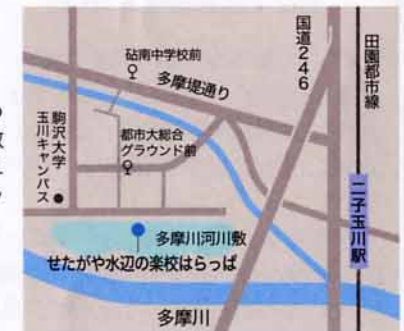 砧南中学校前
多摩堤通り
国道246
田園都市線
駒沢大学
玉川キャンパス
都市大総合
グラウンド前
二子玉川駅
多摩川河川敷
せたがや水辺の楽校はらっぱ
多摩川